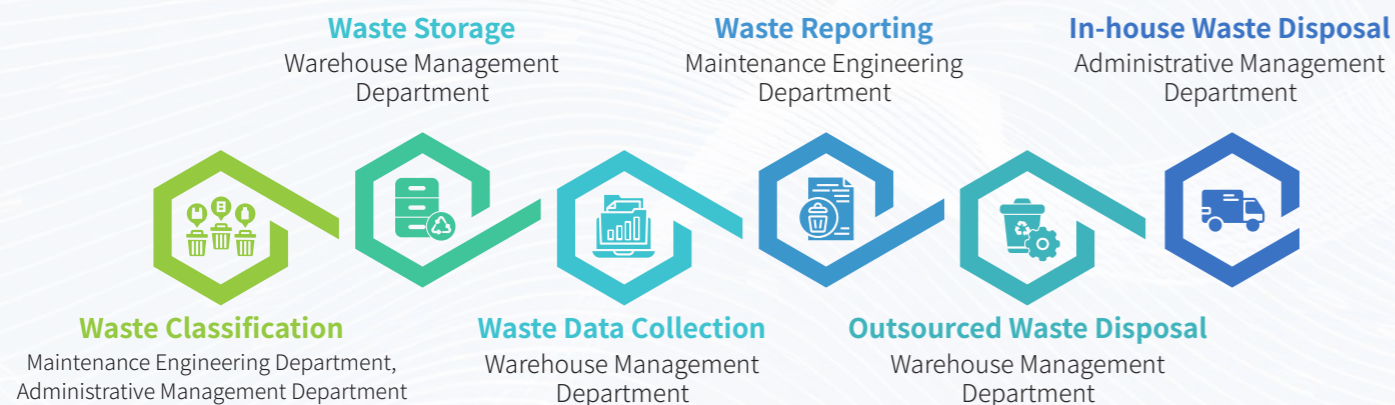 Waste Storage
Warehouse Management
Department
Waste Reporting
Maintenance Engineering
Department
In-house Waste Disposal
Administrative Management
Department
Waste Classification
Maintenance Engineering Department,
Administrative Management Department
Waste Data Collection
Warehouse Management
Department
Outsourced Waste Disposal
Warehouse Management
Department